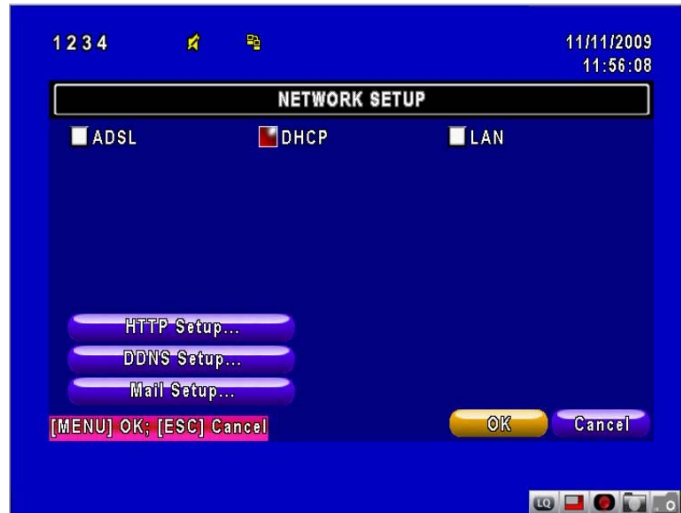 1234
11/11/2009
11:56:08
NETWORK SETUP
ADSL DHCP LAN
HTTP Setup...
DDNS Setup...
Mail Setup...
[MENU] OK; [ESC] Cancel
OK Cancel
LQ